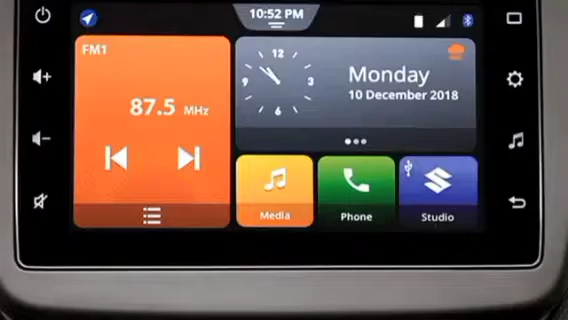 10:52 PM
FM1
87.5 MHz
12
9
3
6
Monday
10 December 2018
Media
Phone
Studio